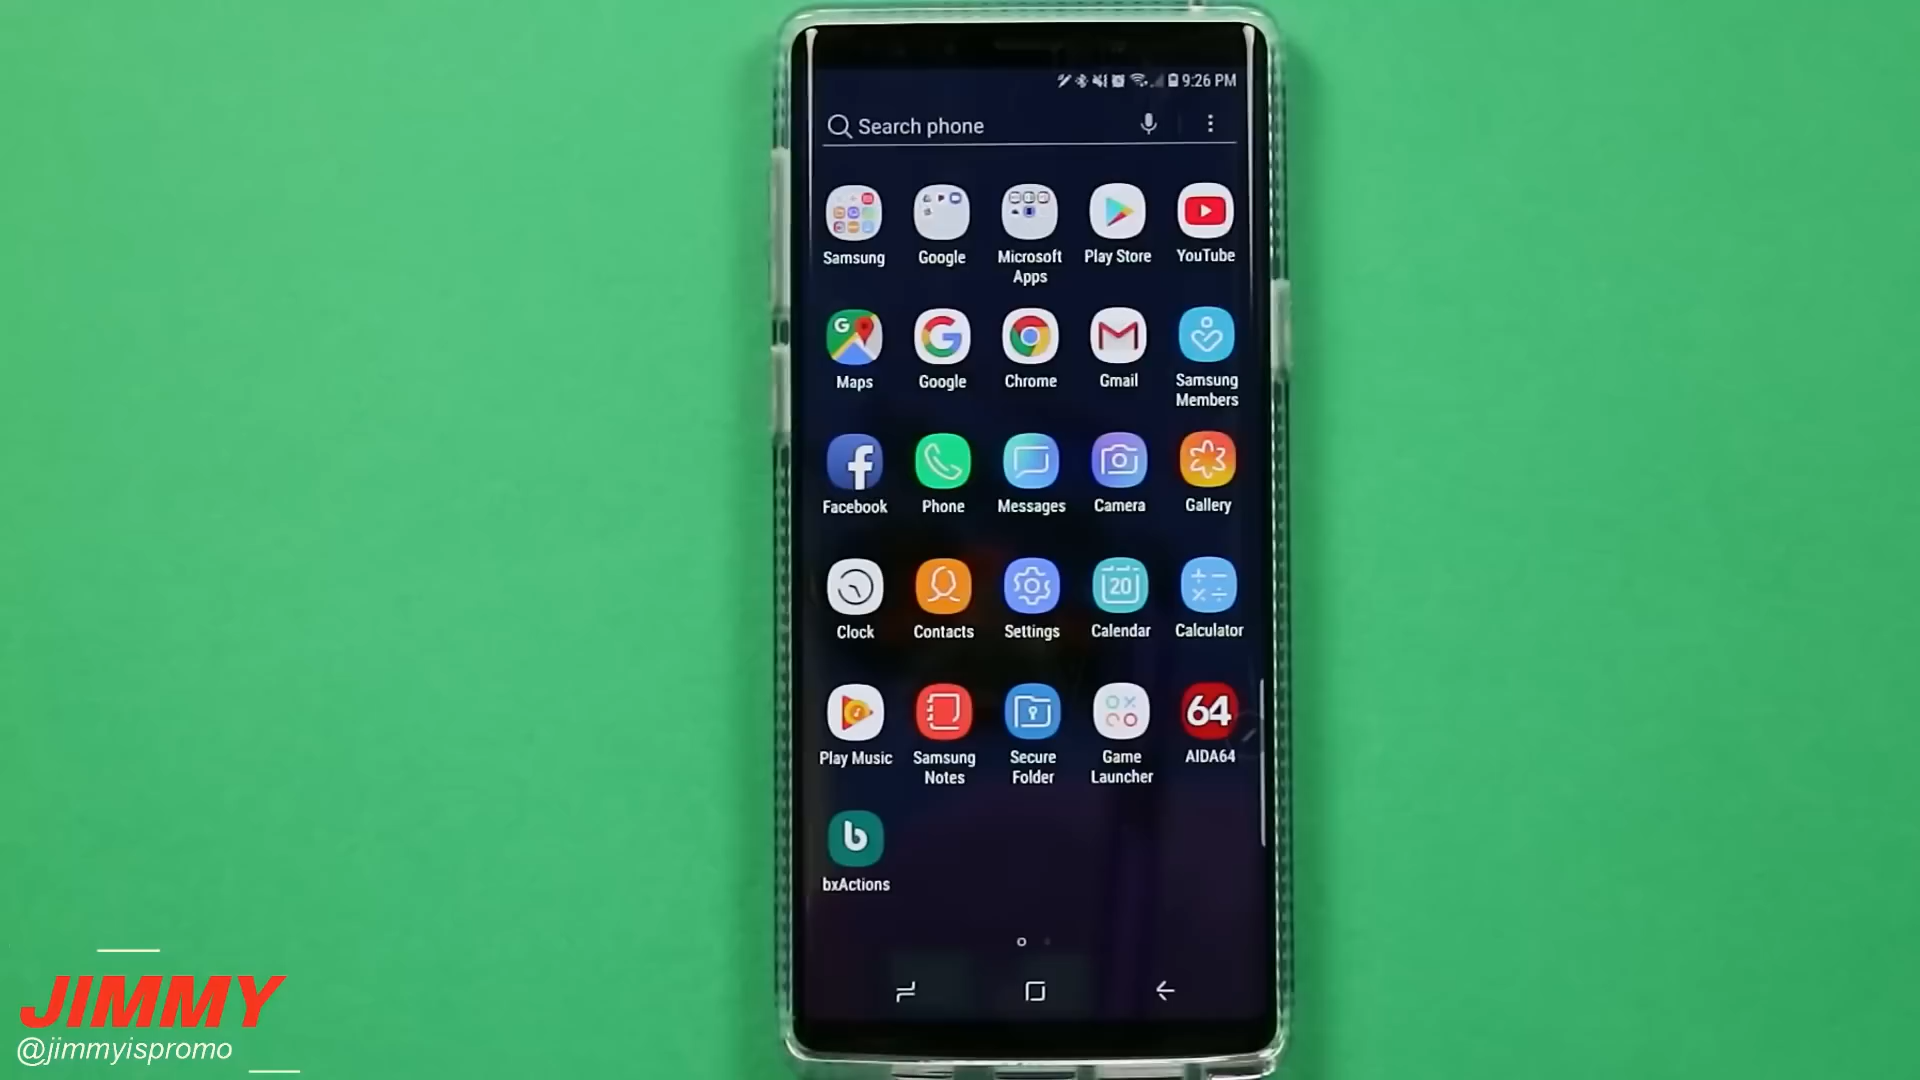 9:26 PM
Search phone
Samsung
Google
Microsoft
Apps
Play Store
YouTube
G
Maps
G
Google
Chrome
M
Gmail
Samsung
Members
f
Facebook
Phone
Messages
Camera
Gallery
Clock
Contacts
Settings
20
Calendar
Calculator
Play Music
Samsung
Notes
Secure
Folder
Game
Launcher
64
AIDA64
b
bxActions
JIMMY
@jimmyispromo